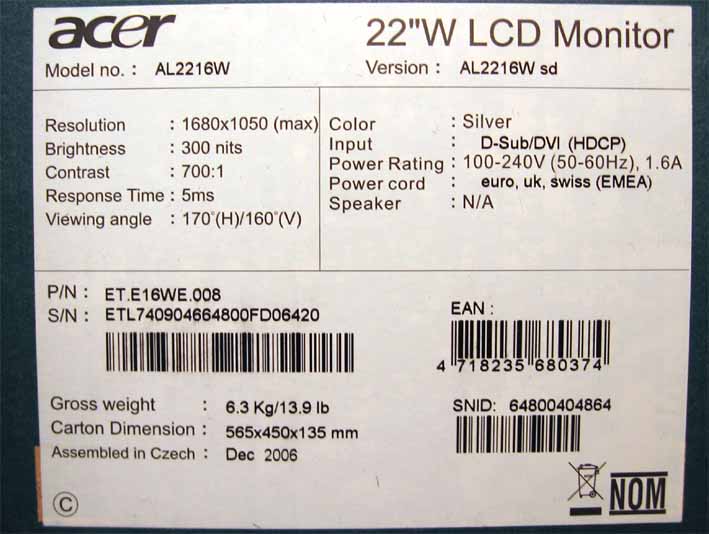 acer 22"W LCD Monitor
Model no. : AL2216W Version : AL2216W sd
Resolution : 1680x1050 (max)
Brightness : 300 nits
Contrast : 700:1
Response Time : 5ms
Viewing angle : 170°(H)/160°(V)
Color : Silver
Input : D-Sub/DVI (HDCP)
Power Rating : 100-240V (50-60Hz), 1.6A
Power cord : euro, uk, swiss (EMEA)
Speaker : N/A
P/N : ET.E16WE.008
S/N : ETL740904664800FD06420
EAN :
4 718235 680374
Gross weight : 6.3 Kg/13.9 lb
Carton Dimension : 565x450x135 mm
Assembled in Czech : Dec 2006
SNID: 64800404864
C
NOM